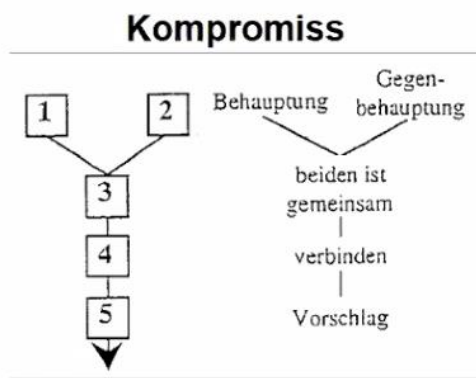 Kompromiss
1
2
3
4
5
Behauptung
Gegen-
behauptung
beiden ist
gemeinsam
verbinden
Vorschlag